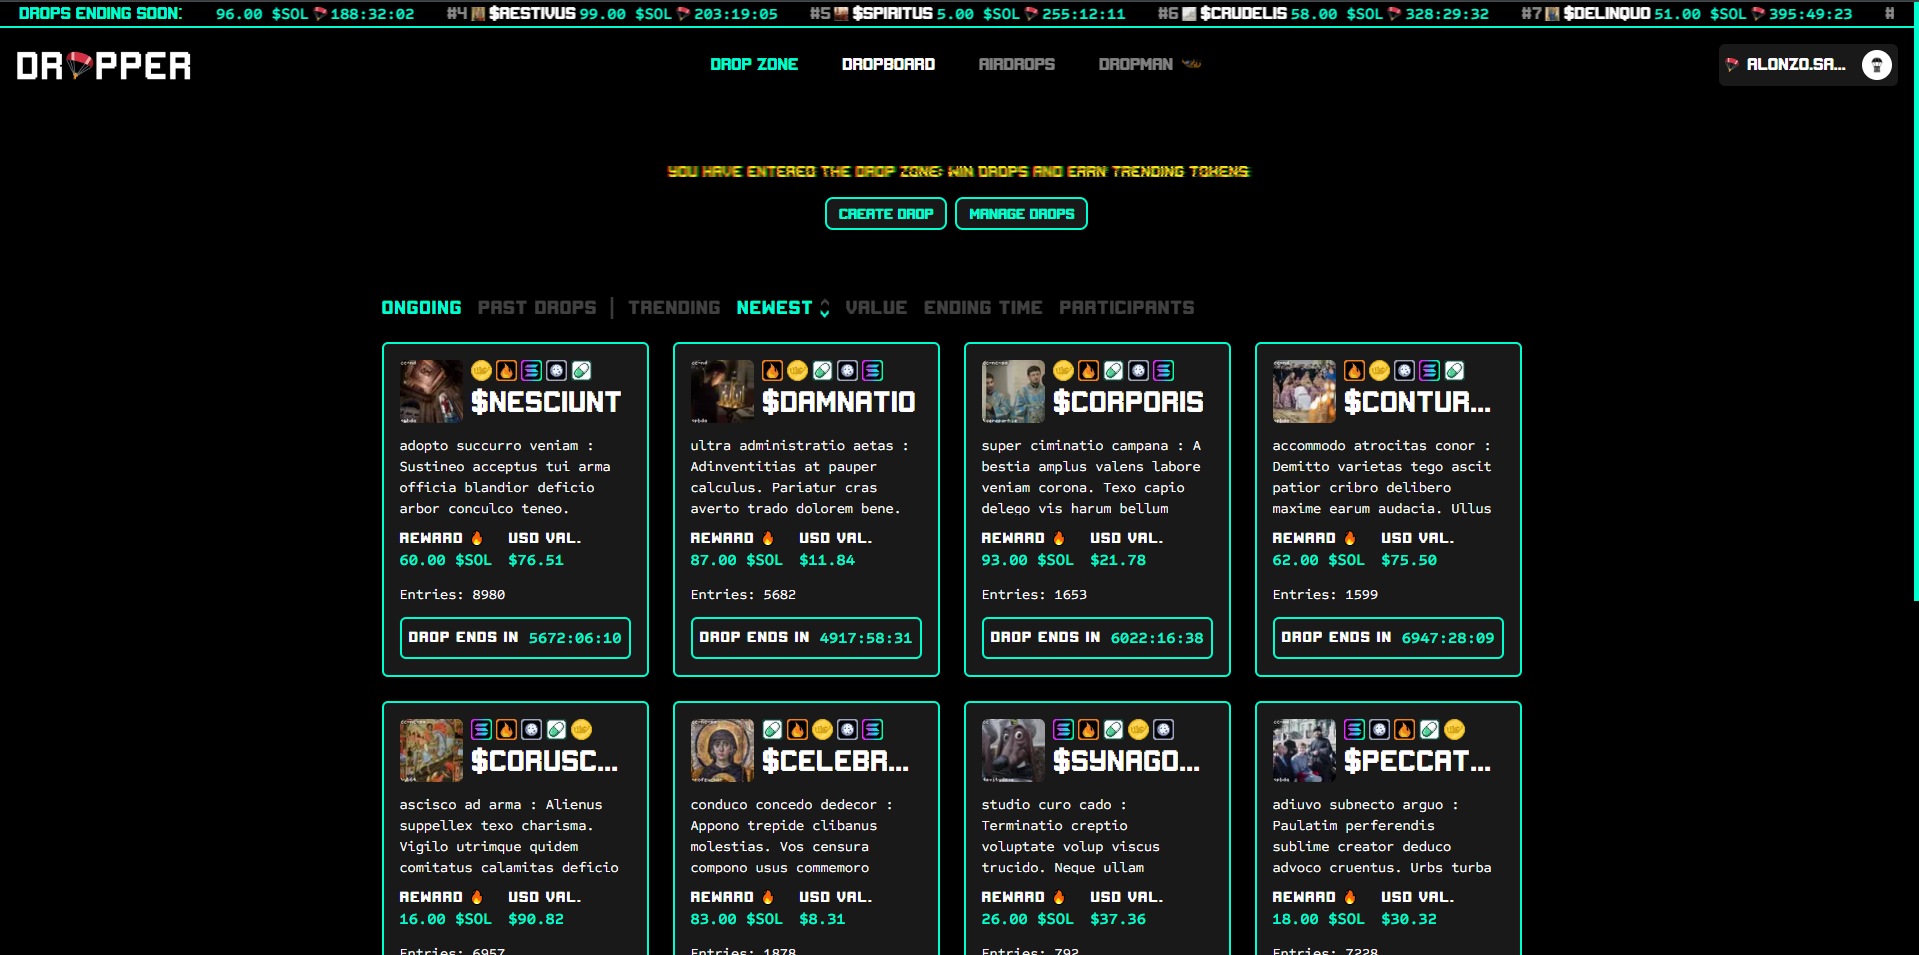 DROPS ENDING SOON: 96.00 $SOL 188:32:02 #4 $AESTIVUS 99.00 $SOL 203:19:05 #5 $SPIRITUS 5.00 $SOL 255:12:11 #6 $CRUDELIS 58.00 $SOL 328:29:32 #7 $DELINQUO 51.00 $SOL 395:49:23 #
DROPPER
DROP ZONE DROPBOARD AIRDROPS DROPMAN
ALONZO.SA...
YOU HAVE ENTERED THE DROP ZONE: WIN DROPS AND EARN TRENDING TOKENS
CREATE DROP MANAGE DROPS
ONGOING PAST DROPS | TRENDING NEWEST VALUE ENDING TIME PARTICIPANTS
$NESCIUNT
adopto succurro veniam :
Sustineo acceptus tui arma
officia blandior deficio
arbor conculco teneo.
REWARD USD VAL.
60.00 $SOL $76.51
Entries: 8980
DROP ENDS IN 5672:06:10
$DAMNATIO
ultra administratio aetas :
Adinventitias at pauper
calculus. Pariatur cras
averto trado dolorem bene.
REWARD USD VAL.
87.00 $SOL $11.84
Entries: 5682
DROP ENDS IN 4917:58:31
$CORPORIS
super ciminatio campana : A
bestia amplus valens labore
veniam corona. Texo capio
delego vis harum bellum
REWARD USD VAL.
93.00 $SOL $21.78
Entries: 1653
DROP ENDS IN 6022:16:38
$CONTUR...
accommodo atrocitas conor :
Demitto varietas tego ascit
patior cribro delibero
maxime earum audacia. Ullus
REWARD USD VAL.
62.00 $SOL $75.50
Entries: 1599
DROP ENDS IN 6947:28:09
$CORUSC...
ascisco ad arma : Alienus
suppellex texo charisma.
Vigilo utrimque quidem
comitatus calamitas deficio
REWARD USD VAL.
16.00 $SOL $90.82
Entries: 6957
$CELEBR...
conduco concedo dedecor :
Appono trepide clibanus
molestias. Vos censura
compono usus commemoro
REWARD USD VAL.
83.00 $SOL $8.31
Entries: 1878
$SYNAGO...
studio curo cado :
Terminatio creptio
voluptate volup viscus
trucido. Neque ullam
REWARD USD VAL.
26.00 $SOL $37.36
Entries: 792
$PECCAT...
adiuvo subnecto arguo :
Paulatim perferendis
sublime creator deduco
advoco cruentus. Urbs turba
REWARD USD VAL.
18.00 $SOL $30.32
Entries: 7228